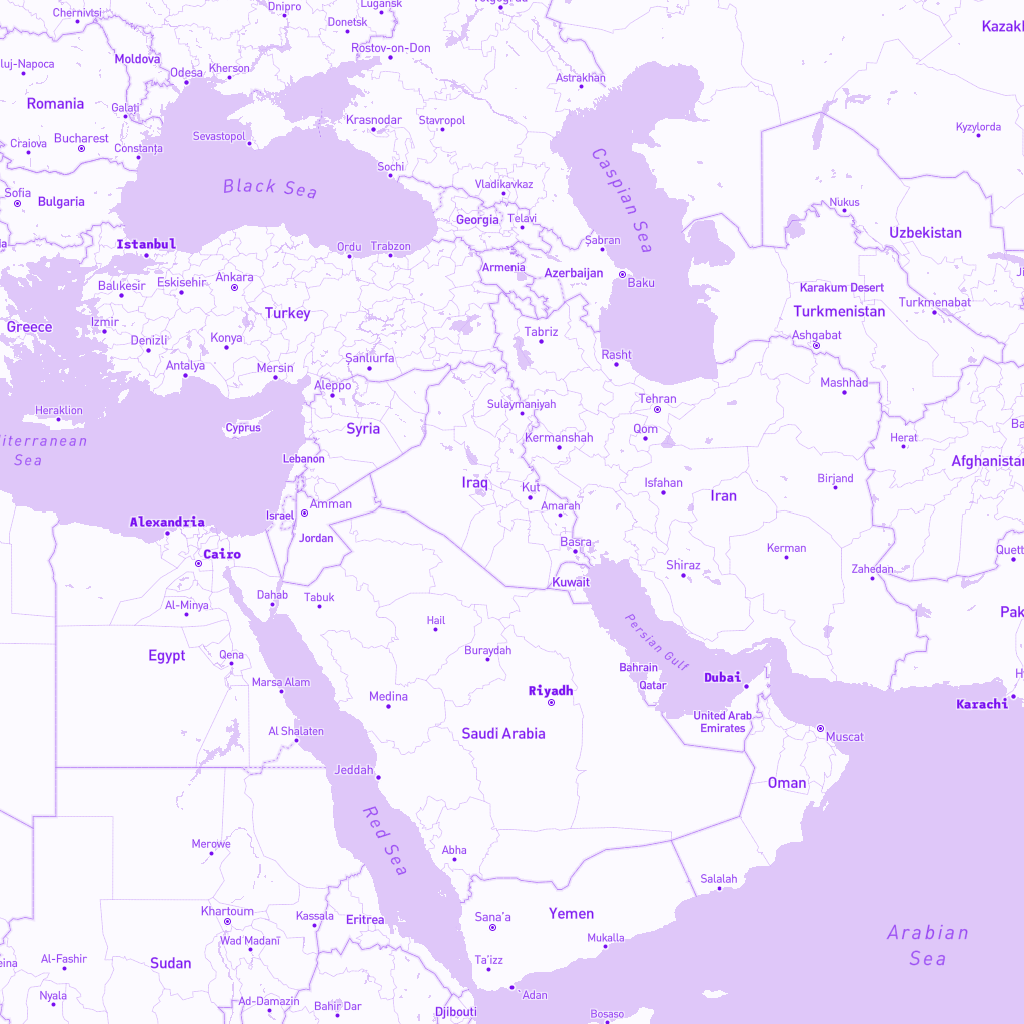 Chernivtsi
Dnipro
Lugansk
Donetsk
Kazakh
Rostov-on-Don
Moldova
luj-Napoca
Odesa
Kherson
Astrakhan
Romania
Galați
Krasnodar
Stavropol
Kyzylorda
Craiova
Bucharest
Constanța
Sevastopol
Sochi
Caspian Sea
Black Sea
Vladikavkaz
Sofia
Bulgaria
Nukus
Georgia
Telavi
Uzbekistan
Istanbul
Ordu
Trabzon
Şabran
Armenia
Azerbaijan
Baku
Balıkesir
Eskisehir
Ankara
Karakum Desert
Turkmenistan
Turkmenabat
Greece
Izmir
Turkey
Denizli
Konya
Tabriz
Ashgabat
Antalya
Mersin
Şanlıurfa
Rasht
Aleppo
Mashhad
Heraklion
Sulaymaniyah
Tehran
Cyprus
Syria
Kermanshah
Qom
Herat
iterranean
Sea
Lebanon
Afghanistan
Iraq
Kut
Isfahan
Iran
Birjand
Israel
Amman
Amarah
Alexandria
Jordan
Basra
Cairo
Kerman
Quett
Kuwait
Shiraz
Zahedan
Dahab
Tabuk
Al-Minya
Hail
Pak
Persian Gulf
Egypt
Qena
Buraydah
Bahrain
Qatar
Dubai
Marsa Alam
Medina
Riyadh
Karachi
United Arab
Emirates
Al Shalaten
Saudi Arabia
Muscat
Jeddah
Oman
Red Sea
Merowe
Abha
Salalah
Khartoum
Kassala
Eritrea
Sana'a
Yemen
Wad Madanī
Mukalla
Arabian
Sea
Al-Fashir
Sudan
Ta'izz
Nyala
Ad-Damazin
Bahir Dar
Djibouti
`Adan
Bosaso